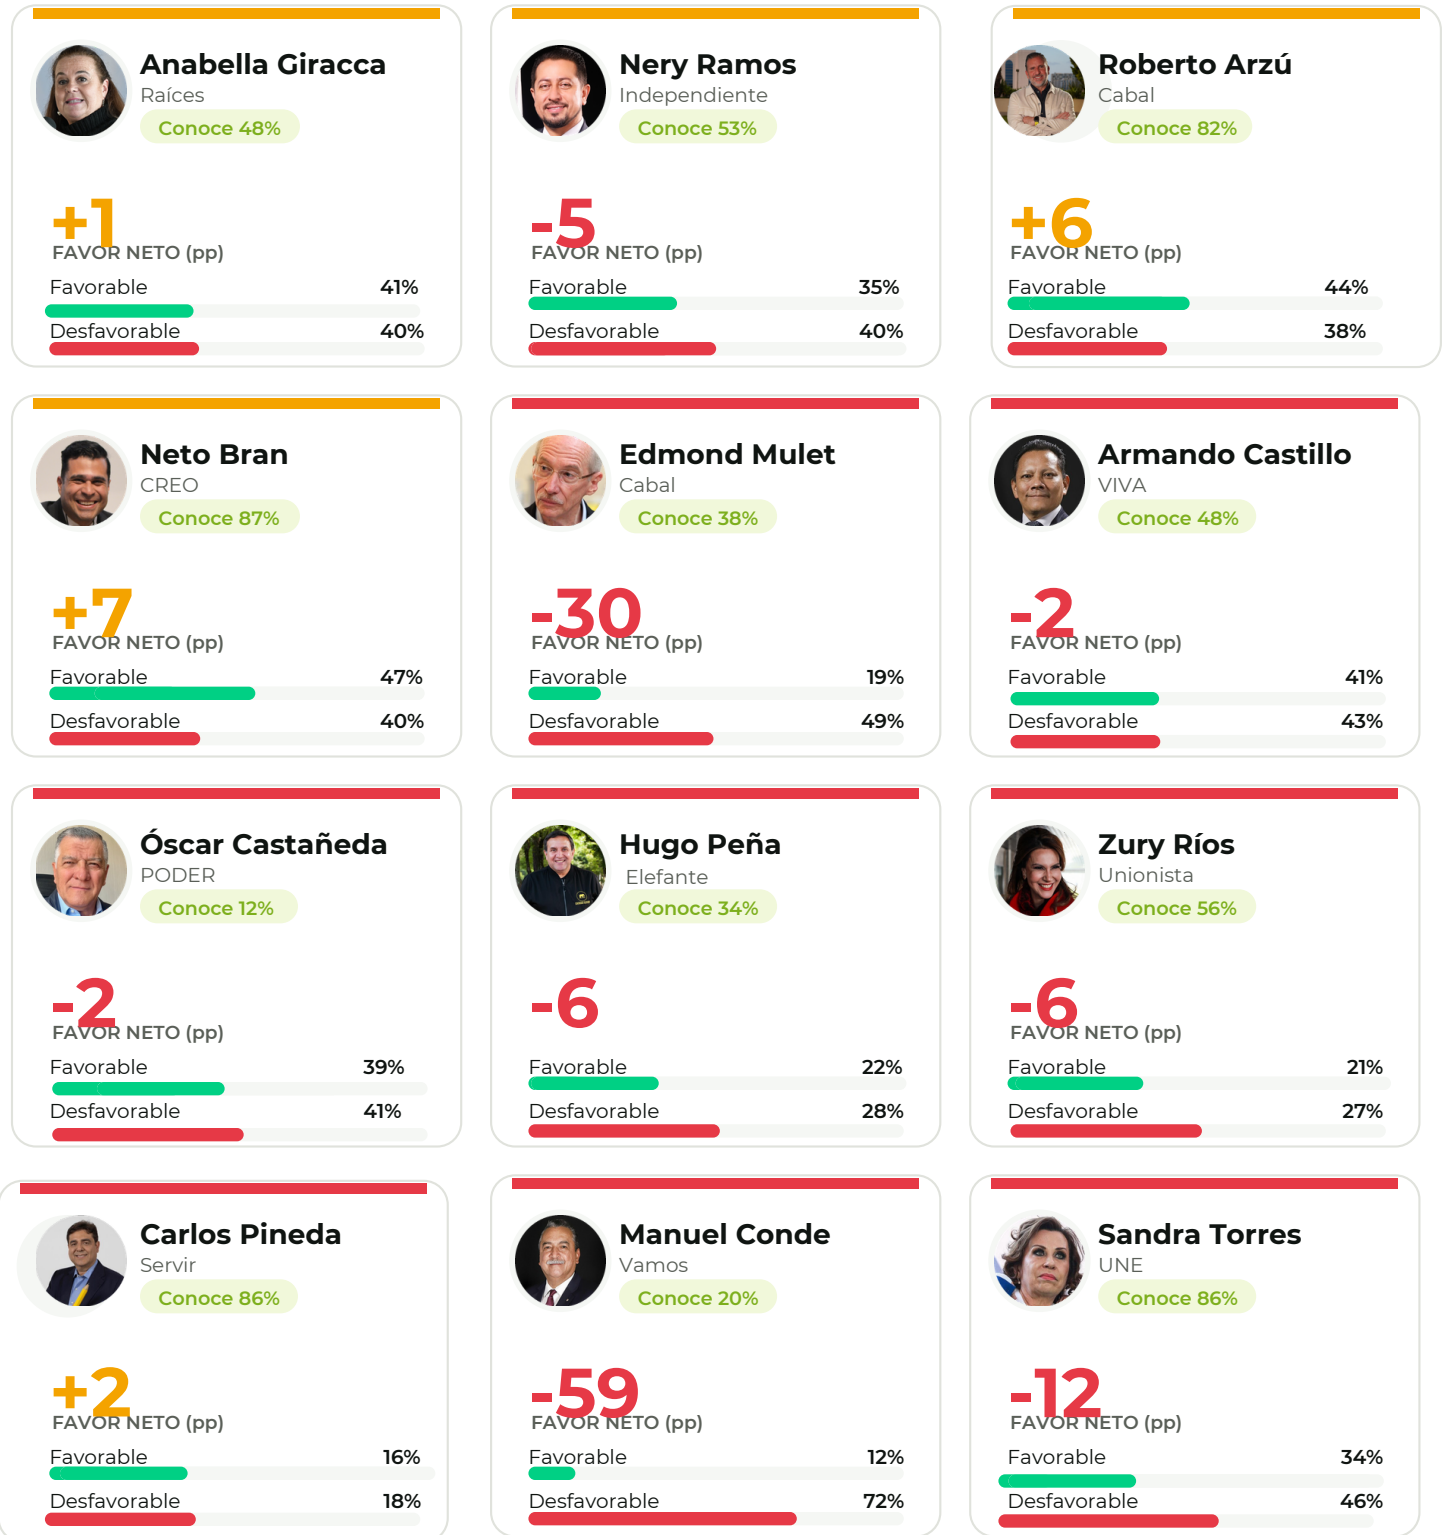 Anabella Giracca
Raíces
Conoce 48%
+1
FAVOR NETO (pp)
Favorable 41%
Desfavorable 40%
Nery Ramos
Independiente
Conoce 53%
-5
FAVOR NETO (pp)
Favorable 35%
Desfavorable 40%
Roberto Arzú
Cabal
Conoce 82%
+6
FAVOR NETO (pp)
Favorable 44%
Desfavorable 38%
Neto Bran
CREO
Conoce 87%
+7
FAVOR NETO (pp)
Favorable 47%
Desfavorable 40%
Edmond Mulet
Cabal
Conoce 38%
-30
FAVOR NETO (pp)
Favorable 19%
Desfavorable 49%
Armando Castillo
VIVA
Conoce 48%
-2
FAVOR NETO (pp)
Favorable 41%
Desfavorable 43%
Óscar Castañeda
PODER
Conoce 12%
-2
FAVOR NETO (pp)
Favorable 39%
Desfavorable 41%
Hugo Peña
Elefante
Conoce 34%
-6
Favorable 22%
Desfavorable 28%
Zury Ríos
Unionista
Conoce 56%
-6
FAVOR NETO (pp)
Favorable 21%
Desfavorable 27%
Carlos Pineda
Servir
Conoce 86%
+2
FAVOR NETO (pp)
Favorable 16%
Desfavorable 18%
Manuel Conde
Vamos
Conoce 20%
-59
FAVOR NETO (pp)
Favorable 12%
Desfavorable 72%
Sandra Torres
UNE
Conoce 86%
-12
FAVOR NETO (pp)
Favorable 34%
Desfavorable 46%